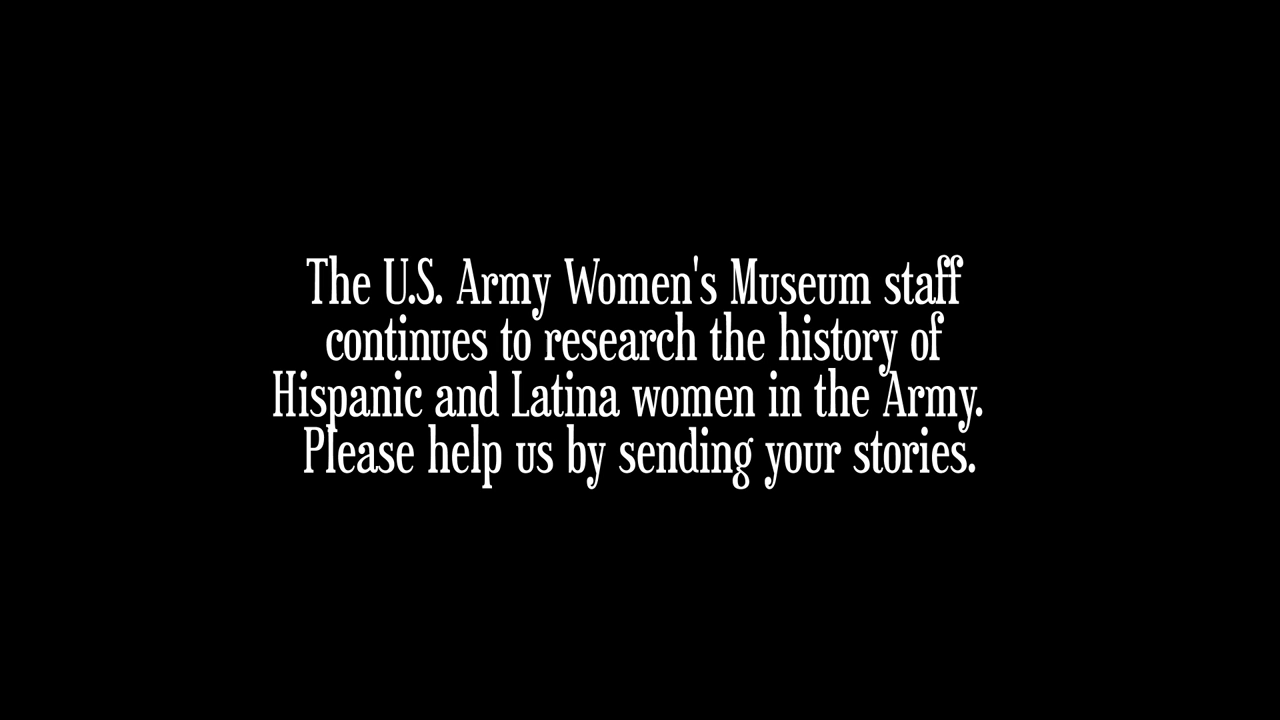 The U.S. Army Women's Museum staff
continues to research the history of
Hispanic and Latina women in the Army.
Please help us by sending your stories.